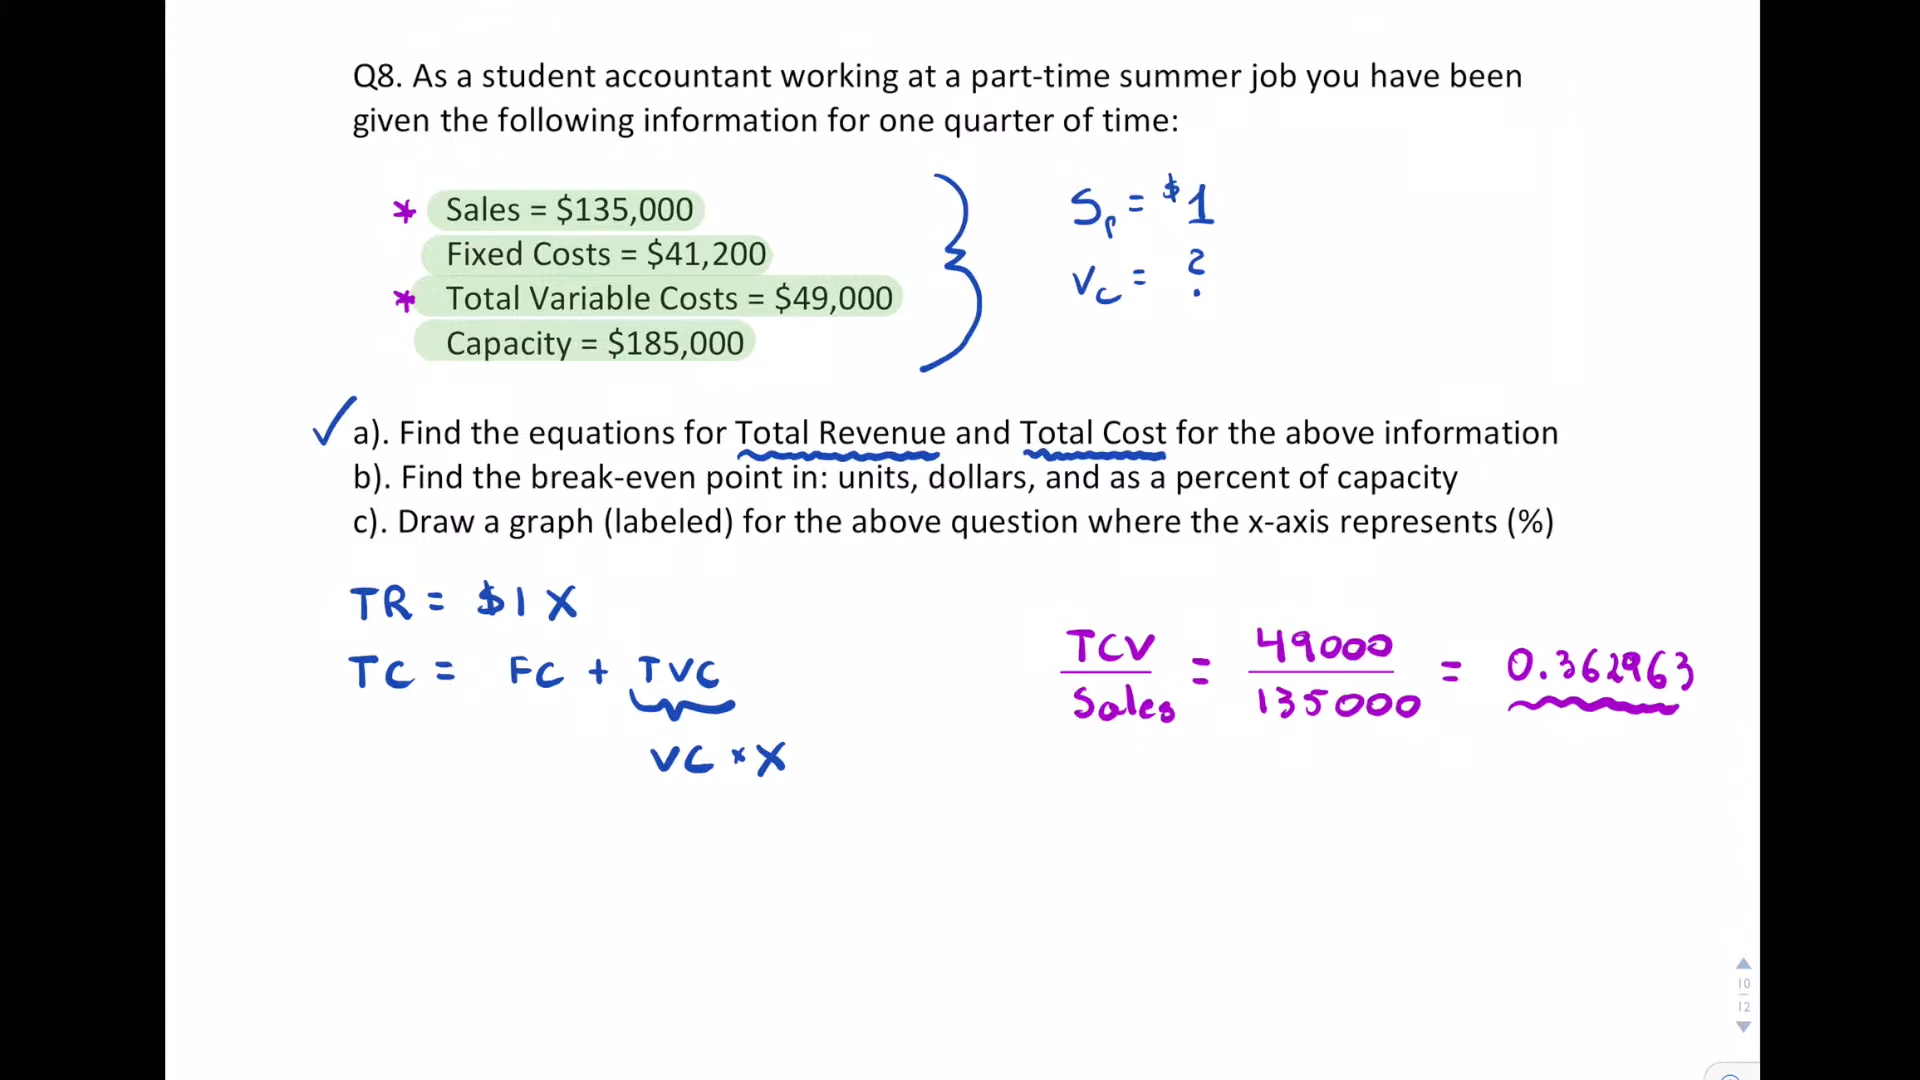 Q8. As a student accountant working at a part-time summer job you have been
given the following information for one quarter of time:
* Sales = $135,000
Fixed Costs = $41,200
* Total Variable Costs = $49,000
Capacity = $185,000
Sp = $1
Vc = ?
✓ a). Find the equations for Total Revenue and Total Cost for the above information
b). Find the break-even point in: units, dollars, and as a percent of capacity
c). Draw a graph (labeled) for the above question where the x-axis represents (%)
TR = $1 X
TC = FC + TVC
VC * X
TCV / Sales = 49000 / 135000 = 0.362963
10
12